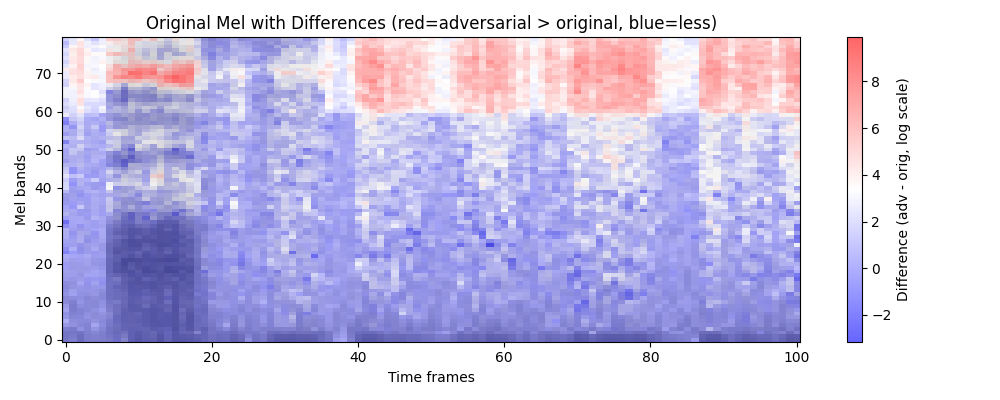 Original Mel with Differences (red=adversarial > original, blue=less)
Mel bands
70
60
50
40
30
20
10
0
0 20 40 60 80 100
Time frames
8
6
4
2
0
−2
Difference (adv - orig, log scale)